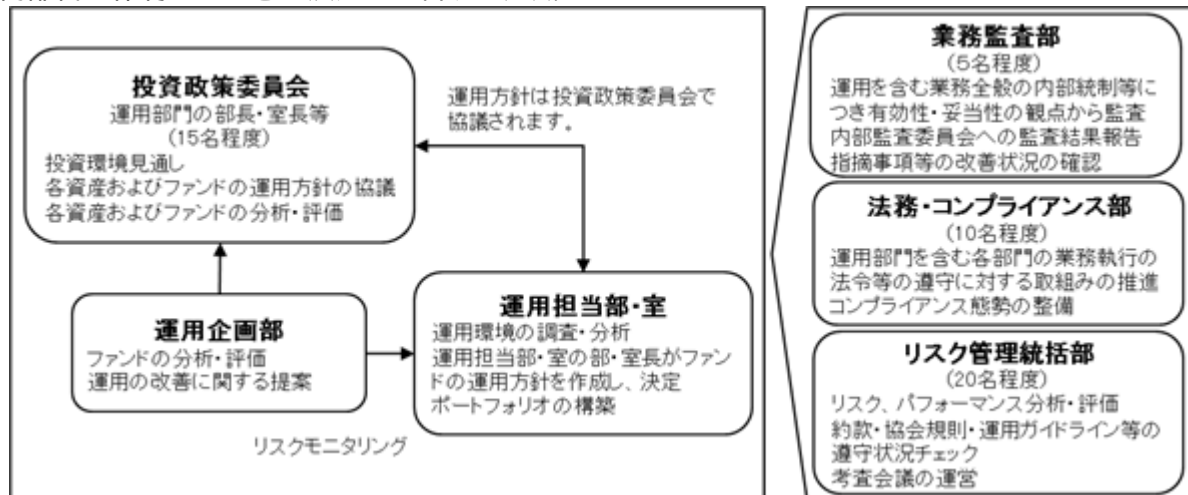 投資政策委員会
運用部門の部長・室長等
(15名程度)
投資環境見通し
各資産およびファンドの運用方針の協議
各資産およびファンドの分析・評価
運用方針は投資政策委員会で
協議されます。
運用企画部
ファンドの分析・評価
運用の改善に関する提案
運用担当部・室
運用環境の調査・分析
運用担当部・室の部・室長がファン
ドの運用方針を作成し、決定
ポートフォリオの構築
リスクモニタリング
業務監査部
(5名程度)
運用を含む業務全般の内部統制等に
つき有効性・妥当性の観点から監査
内部監査委員会への監査結果報告
指摘事項等の改善状況の確認
法務・コンプライアンス部
(10名程度)
運用部門を含む各部門の業務執行の
法令等の遵守に対する取組みの推進
コンプライアンス態勢の整備
リスク管理統括部
(20名程度)
リスク、パフォーマンス分析・評価
約款・協会規則・運用ガイドライン等の
遵守状況チェック
考査会議の運営